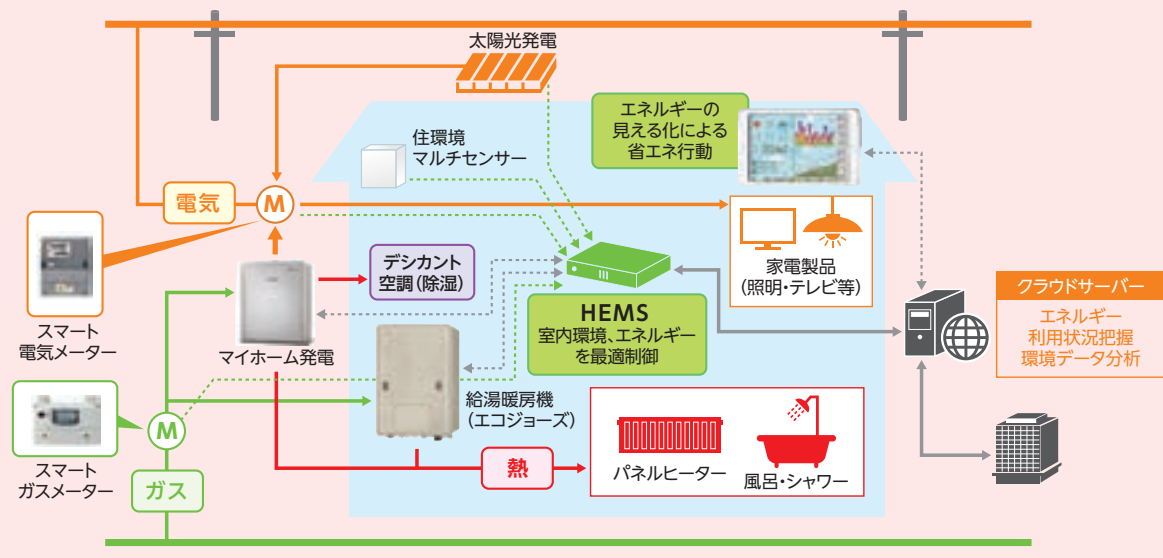 太陽光発電
エネルギーの
見える化による
省エネ行動
住環境
マルチセンサー
電気
M
デシカント
空調(除湿)
家電製品
(照明・テレビ等)
スマート
電気メーター
マイホーム発電
HEMS
室内環境、エネルギー
を最適制御
クラウドサーバー
エネルギー
利用状況把握
環境データ分析
給湯暖房機
(エコジョーズ)
M
スマート
ガスメーター
ガス
熱
パネルヒーター
風呂・シャワー